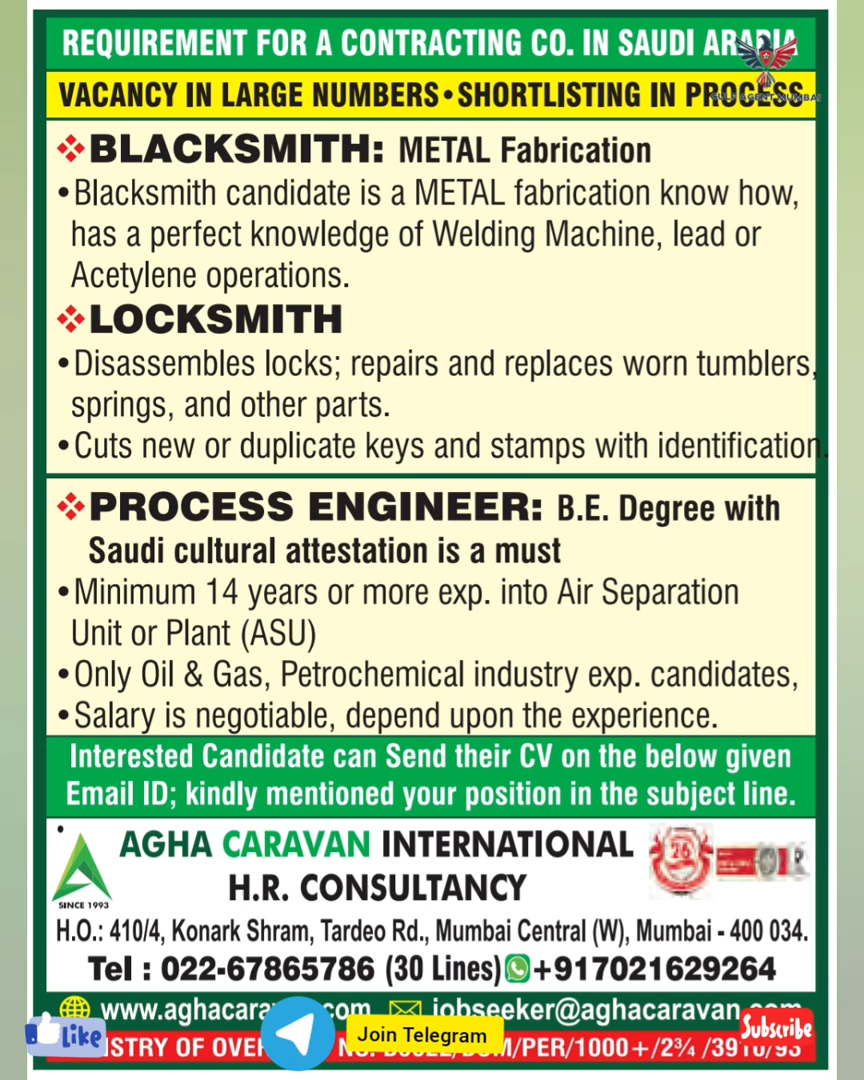 REQUIREMENT FOR A CONTRACTING CO. IN SAUDI ARABIA
VACANCY IN LARGE NUMBERS • SHORTLISTING IN PROCESS
❖BLACKSMITH: METAL Fabrication
•Blacksmith candidate is a METAL fabrication know how,
has a perfect knowledge of Welding Machine, lead or
Acetylene operations.
❖LOCKSMITH
•Disassembles locks; repairs and replaces worn tumblers,
springs, and other parts.
•Cuts new or duplicate keys and stamps with identification.
❖PROCESS ENGINEER: B.E. Degree with
Saudi cultural attestation is a must
•Minimum 14 years or more exp. into Air Separation
Unit or Plant (ASU)
•Only Oil & Gas, Petrochemical industry exp. candidates,
•Salary is negotiable, depend upon the experience.
Interested Candidate can Send their CV on the below given
Email ID; kindly mentioned your position in the subject line.
AGHA CARAVAN INTERNATIONAL
H.R. CONSULTANCY
SINCE 1993
H.O.: 410/4, Konark Shram, Tardeo Rd., Mumbai Central (W), Mumbai - 400 034.
Tel : 022-67865786 (30 Lines) +917021629264
jobseeker@aghacaravan.com
Like
Join Telegram
Subscribe